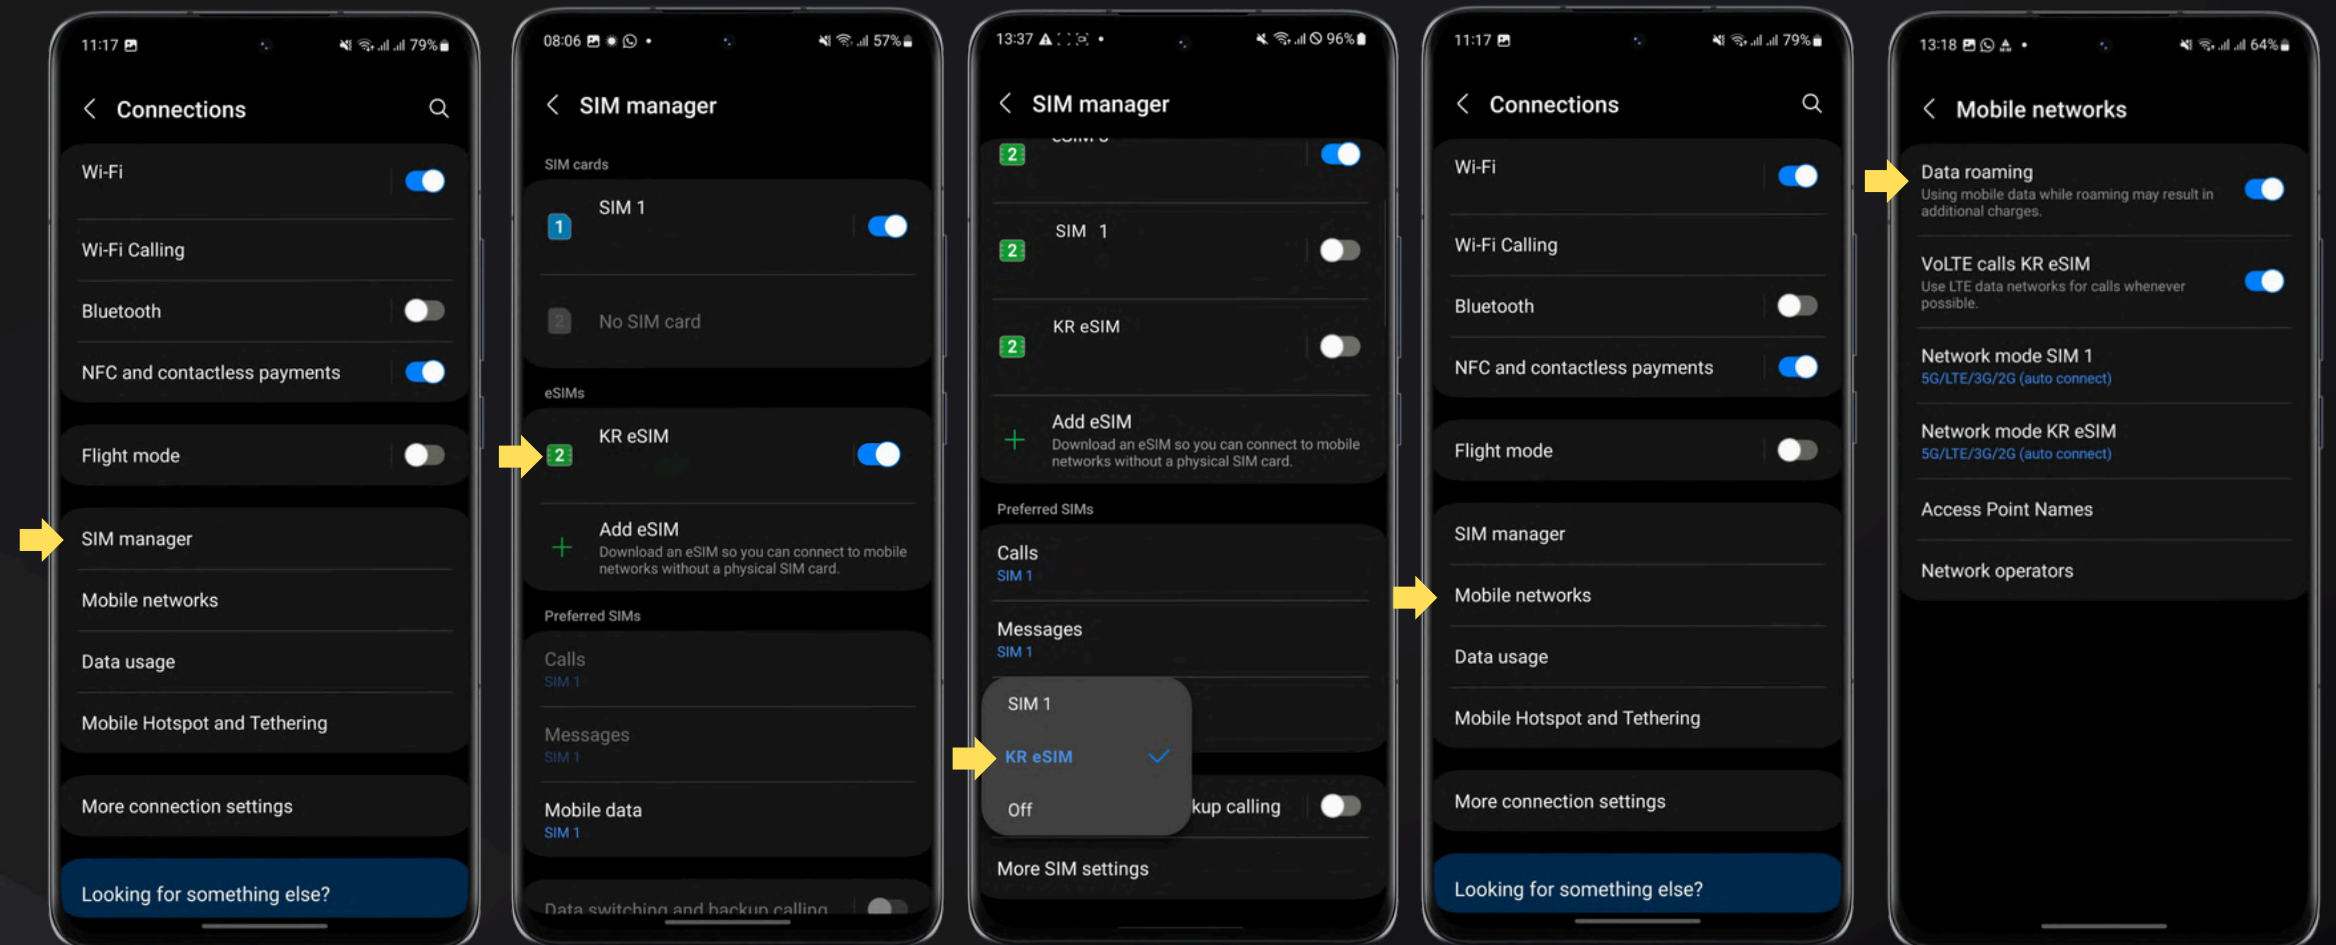 11:17
79%
Connections
Wi-Fi
Wi-Fi Calling
Bluetooth
NFC and contactless payments
Flight mode
SIM manager
Mobile networks
Data usage
Mobile Hotspot and Tethering
More connection settings
Looking for something else?
08:06
57%
SIM manager
SIM cards
1
SIM 1
2
No SIM card
eSIMs
2
KR eSIM
Add eSIM
Download an eSIM so you can connect to mobile
networks without a physical SIM card.
Preferred SIMs
Calls
SIM 1
Messages
SIM 1
Mobile data
SIM 1
Data switching and backup calling
13:37
96%
SIM manager
2
2
SIM 1
2
KR eSIM
Add eSIM
Download an eSIM so you can connect to mobile
networks without a physical SIM card.
Preferred SIMs
Calls
SIM 1
Messages
SIM 1
SIM 1
KR eSIM
Off
kup calling
More SIM settings
11:17
79%
Connections
Wi-Fi
Wi-Fi Calling
Bluetooth
NFC and contactless payments
Flight mode
SIM manager
Mobile networks
Data usage
Mobile Hotspot and Tethering
More connection settings
Looking for something else?
13:18
64%
Mobile networks
Data roaming
Using mobile data while roaming may result in
additional charges.
VoLTE calls KR eSIM
Use LTE data networks for calls whenever
possible.
Network mode SIM 1
5G/LTE/3G/2G (auto connect)
Network mode KR eSIM
5G/LTE/3G/2G (auto connect)
Access Point Names
Network operators